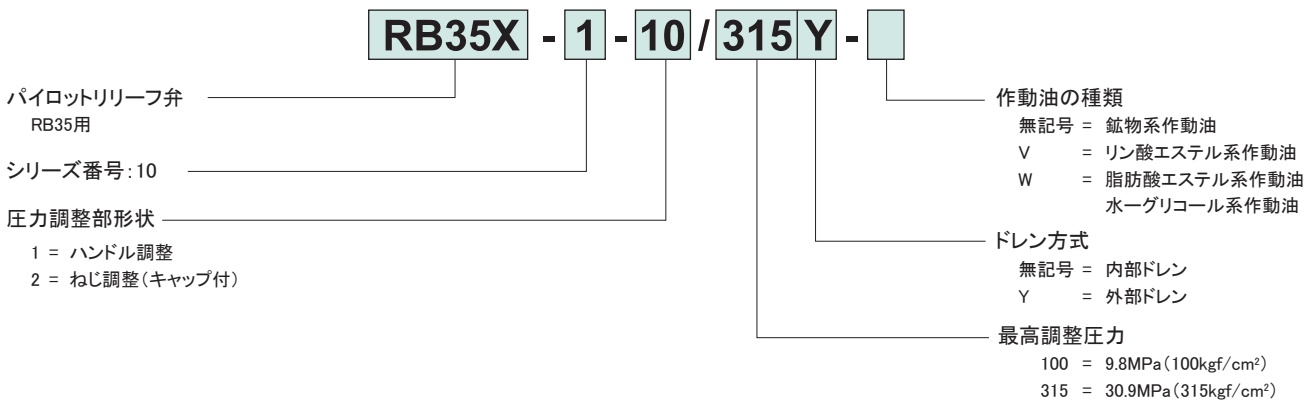 RB35X - 1 - 10 / 315 Y -
パイロットリリーフ弁
RB35用
シリーズ番号:10
圧力調整部形状
1 = ハンドル調整
2 = ねじ調整(キャップ付)
作動油の種類
無記号 = 鉱物系作動油
V = リン酸エステル系作動油
W = 脂肪酸エステル系作動油
水ーグリコール系作動油
ドレン方式
無記号 = 内部ドレン
Y = 外部ドレン
最高調整圧力
100 = 9.8MPa(100kgf/cm²)
315 = 30.9MPa(315kgf/cm²)